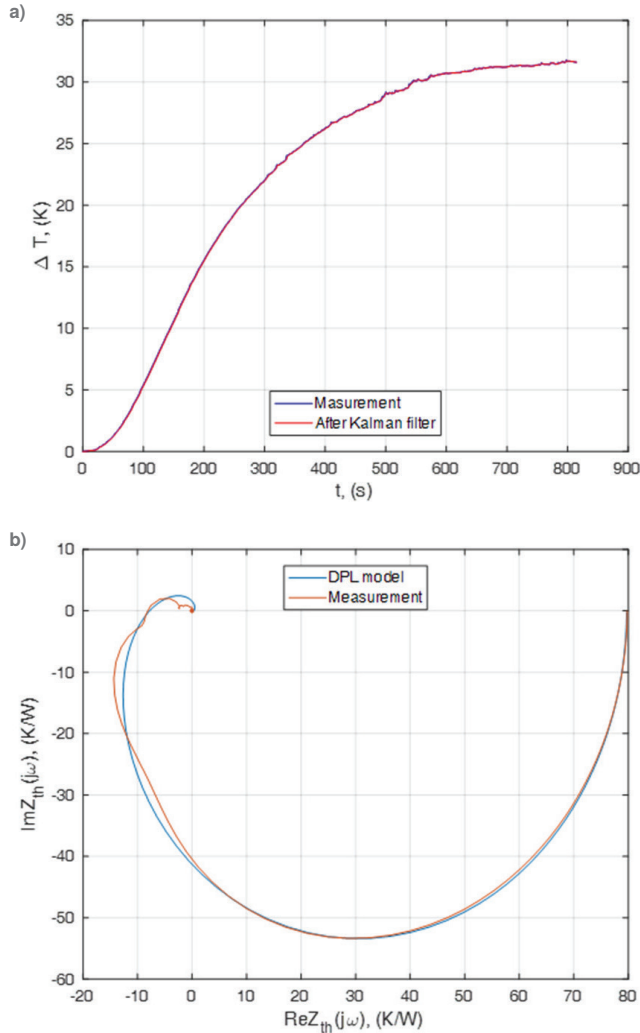 a)
35
30
25
20
15
10
5
0
Δ T, (K)
Masurement
After Kalman filter
0 100 200 300 400 500 600 700 800 900
t, (s)
b)
10
0
-10
-20
-30
-40
-50
-60
ImZth(jω), (K/W)
DPL model
Measurement
-20 -10 0 10 20 30 40 50 60 70 80
ReZth(jω), (K/W)